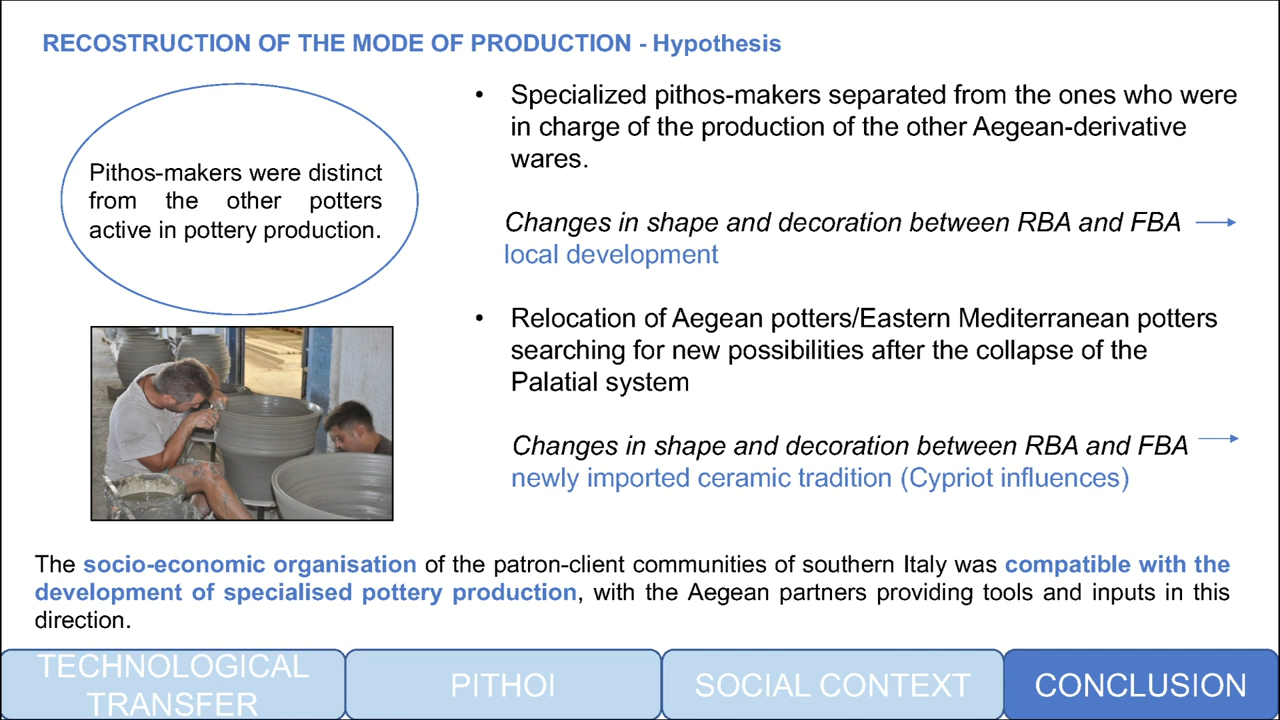 RECOSTRUCTION OF THE MODE OF PRODUCTION - Hypothesis
Pithos-makers were distinct
from the other potters
active in pottery production.
• Specialized pithos-makers separated from the ones who were
in charge of the production of the other Aegean-derivative
wares.
Changes in shape and decoration between RBA and FBA →
local development
• Relocation of Aegean potters/Eastern Mediterranean potters
searching for new possibilities after the collapse of the
Palatial system
Changes in shape and decoration between RBA and FBA →
newly imported ceramic tradition (Cypriot influences)
The socio-economic organisation of the patron-client communities of southern Italy was compatible with the
development of specialised pottery production, with the Aegean partners providing tools and inputs in this
direction.
TECHNOLOGICAL
TRANSFER
PITHOI
SOCIAL CONTEXT
CONCLUSION